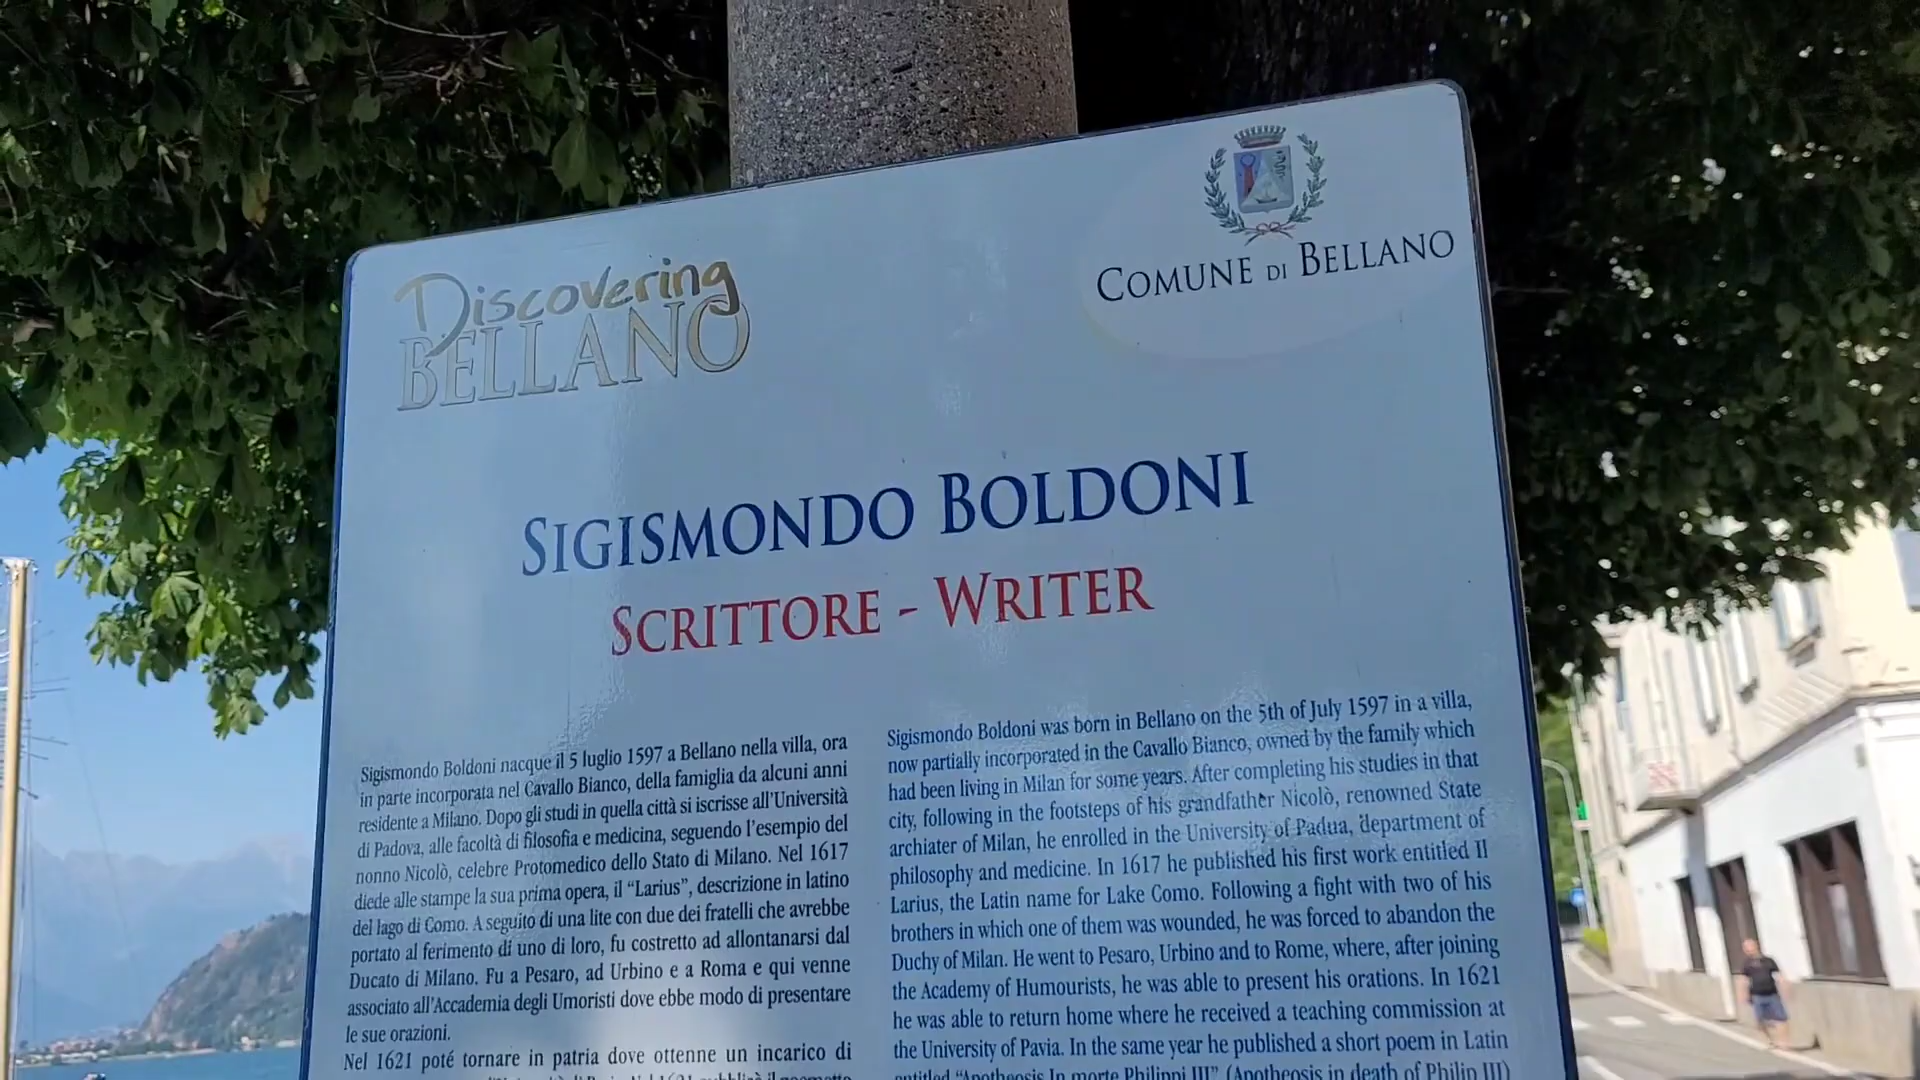 Discovering
BELLANO
COMUNE DI BELLANO
SIGISMONDO BOLDONI
SCRITTORE - WRITER
Sigismondo Boldoni nacque il 5 luglio 1597 a Bellano nella villa, ora
in parte incorporata nel Cavallo Bianco, della famiglia da alcuni anni
residente a Milano. Dopo gli studi in quella città si iscrisse all'Università
di Padova, alle facoltà di filosofia e medicina, seguendo l'esempio del
nonno Nicolò, celebre Protomedico dello Stato di Milano. Nel 1617
diede alle stampe la sua prima opera, il “Larius”, descrizione in latino
del lago di Como. A seguito di una lite con due dei fratelli che avrebbe
portato al ferimento di uno di loro, fu costretto ad allontanarsi dal
Ducato di Milano. Fu a Pesaro, ad Urbino e a Roma e qui venne
associato all'Accademia degli Umoristi dove ebbe modo di presentare
le sue orazioni.
Nel 1621 poté tornare in patria dove ottenne un incarico di
Sigismondo Boldoni was born in Bellano on the 5th of July 1597 in a villa,
now partially incorporated in the Cavallo Bianco, owned by the family which
had been living in Milan for some years. After completing his studies in that
city, following in the footsteps of his grandfather Nicolò, renowned State
archiater of Milan, he enrolled in the University of Padua, department of
philosophy and medicine. In 1617 he published his first work entitled Il
Larius, the Latin name for Lake Como. Following a fight with two of his
brothers in which one of them was wounded, he was forced to abandon the
Duchy of Milan. He went to Pesaro, Urbino and to Rome, where, after joining
the Academy of Humourists, he was able to present his orations. In 1621
he was able to return home where he received a teaching commission at
the University of Pavia. In the same year he published a short poem in Latin
entitled “Apotheosis In morte Philippi III” (Apotheosis in death of Philip III)